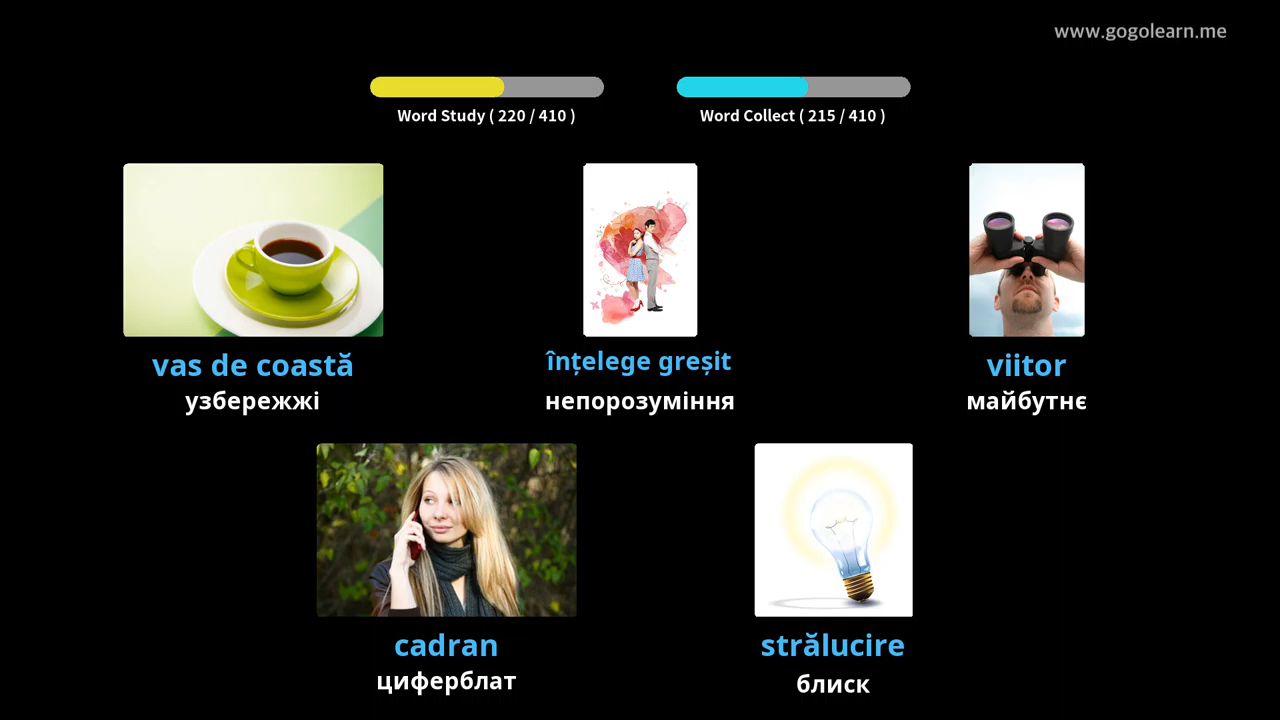 www.gogolearn.me
Word Study ( 220 / 410 )
Word Collect ( 215 / 410 )
vas de coastă
узбережжі
înțelege greșit
непорозуміння
viitor
майбутнє
cadran
циферблат
strălucire
блиск